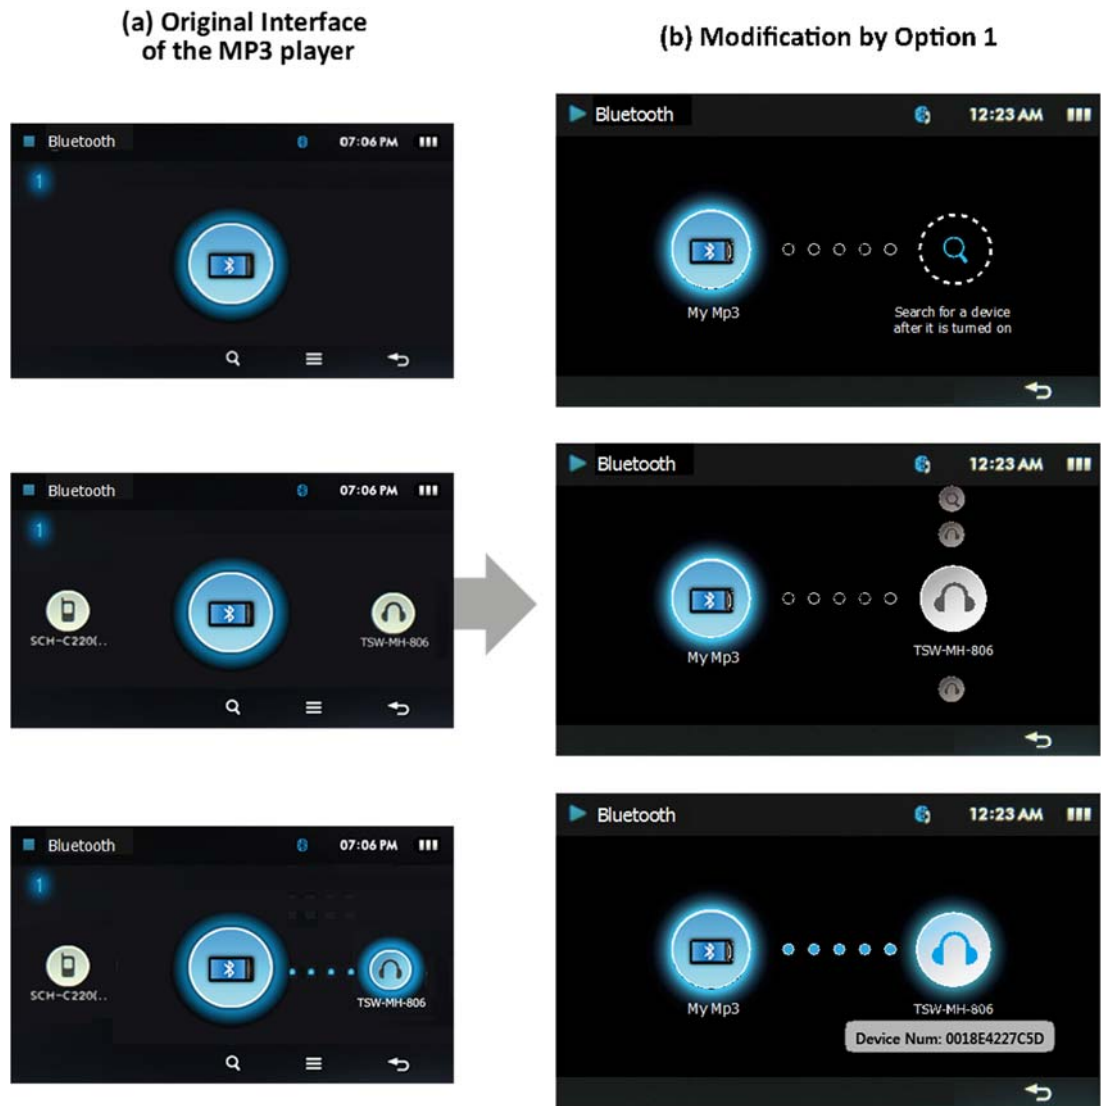 (a) Original Interface
of the MP3 player
(b) Modification by Option 1
Bluetooth 07:06 PM
1
Bluetooth 12:23 AM
My Mp3
Search for a device
after it is turned on
Bluetooth 07:06 PM
1
SCH-C220(..
TSW-MH-806
Bluetooth 12:23 AM
My Mp3
TSW-MH-806
Bluetooth 07:06 PM
1
SCH-C220(..
TSW-MH-806
Bluetooth 12:23 AM
My Mp3
TSW-MH-806
Device Num: 0018E4227C5D